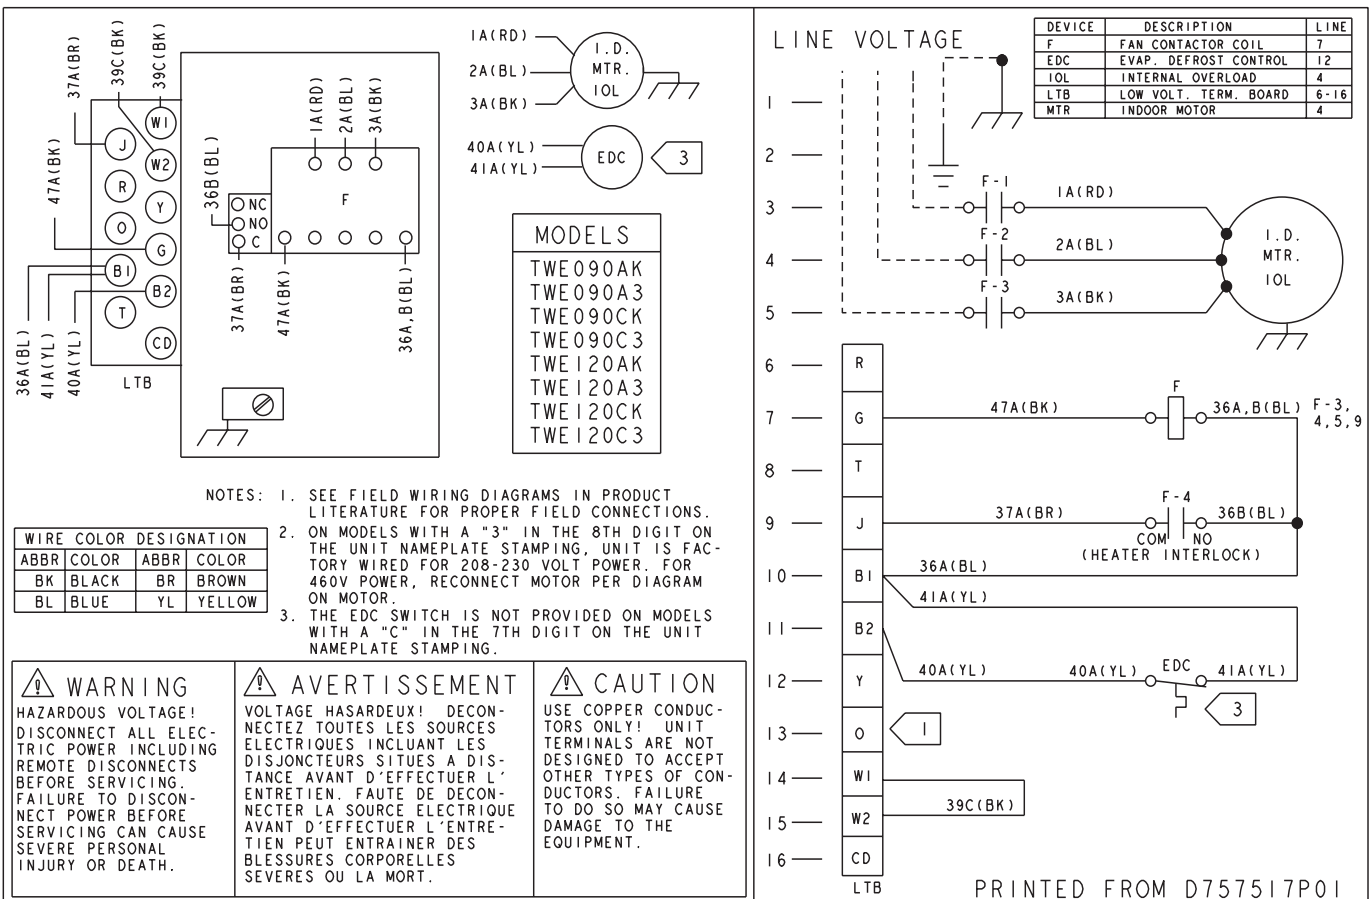 37A(BR)
39C(BK)
39C(BK)
47A(BK)
J
W1
R
W2
O
Y
B1
G
T
B2
CD
36A(BL)
41A(YL)
40A(YL)
LTB
36B(BL)
1A(RD)
2A(BL)
3A(BK)
NC
NO
C
F
37A(BR)
47A(BK)
36A,B(BL)
1A(RD)
2A(BL)
3A(BK)
I.D.
MTR.
IOL
40A(YL)
41A(YL)
EDC
3
MODELS
TWE090AK
TWE090A3
TWE090CK
TWE090C3
TWE120AK
TWE120A3
TWE120CK
TWE120C3
NOTES: 1. SEE FIELD WIRING DIAGRAMS IN PRODUCT
LITERATURE FOR PROPER FIELD CONNECTIONS.
2. ON MODELS WITH A "3" IN THE 8TH DIGIT ON
THE UNIT NAMEPLATE STAMPING, UNIT IS FAC-
TORY WIRED FOR 208-230 VOLT POWER. FOR
460V POWER, RECONNECT MOTOR PER DIAGRAM
ON MOTOR.
3. THE EDC SWITCH IS NOT PROVIDED ON MODELS
WITH A "C" IN THE 7TH DIGIT ON THE UNIT
NAMEPLATE STAMPING.
WIRE COLOR DESIGNATION
ABBR COLOR ABBR COLOR
BK BLACK BR BROWN
BL BLUE YL YELLOW
WARNING
HAZARDOUS VOLTAGE!
DISCONNECT ALL ELEC-
TRIC POWER INCLUDING
REMOTE DISCONNECTS
BEFORE SERVICING.
FAILURE TO DISCON-
NECT POWER BEFORE
SERVICING CAN CAUSE
SEVERE PERSONAL
INJURY OR DEATH.
AVERTISSEMENT
VOLTAGE HASARDEUX! DECON-
NECTEZ TOUTES LES SOURCES
ELECTRIQUES INCLUANT LES
DISJONCTEURS SITUES A DIS-
TANCE AVANT D'EFFECTUER L'
ENTRETIEN. FAUTE DE DECON-
NECTER LA SOURCE ELECTRIQUE
AVANT D'EFFECTUER L'ENTRE-
TIEN PEUT ENTRAINER DES
BLESSURES CORPORELLES
SEVERES OU LA MORT.
CAUTION
USE COPPER CONDUC-
TORS ONLY! UNIT
TERMINALS ARE NOT
DESIGNED TO ACCEPT
OTHER TYPES OF CON-
DUCTORS. FAILURE
TO DO SO MAY CAUSE
DAMAGE TO THE
EQUIPMENT.
LINE VOLTAGE
DEVICE DESCRIPTION LINE
F FAN CONTACTOR COIL 7
EDC EVAP. DEFROST CONTROL 12
IOL INTERNAL OVERLOAD 4
LTB LOW VOLT. TERM. BOARD 6-16
MTR INDOOR MOTOR 4
1
2
F-1
3
1A(RD)
F-2
4
2A(BL)
F-3
5
3A(BK)
I.D.
MTR.
IOL
6
R
F
7
G
47A(BK)
36A,B(BL)
F-3,
4,5,9
8
T
F-4
9
J
37A(BR)
36B(BL)
COM NO
(HEATER INTERLOCK)
10
B1
36A(BL)
41A(YL)
11
B2
12
Y
40A(YL)
40A(YL)
EDC
41A(YL)
3
13
O
1
14
W1
39C(BK)
15
W2
16
CD
LTB
PRINTED FROM D757517P01